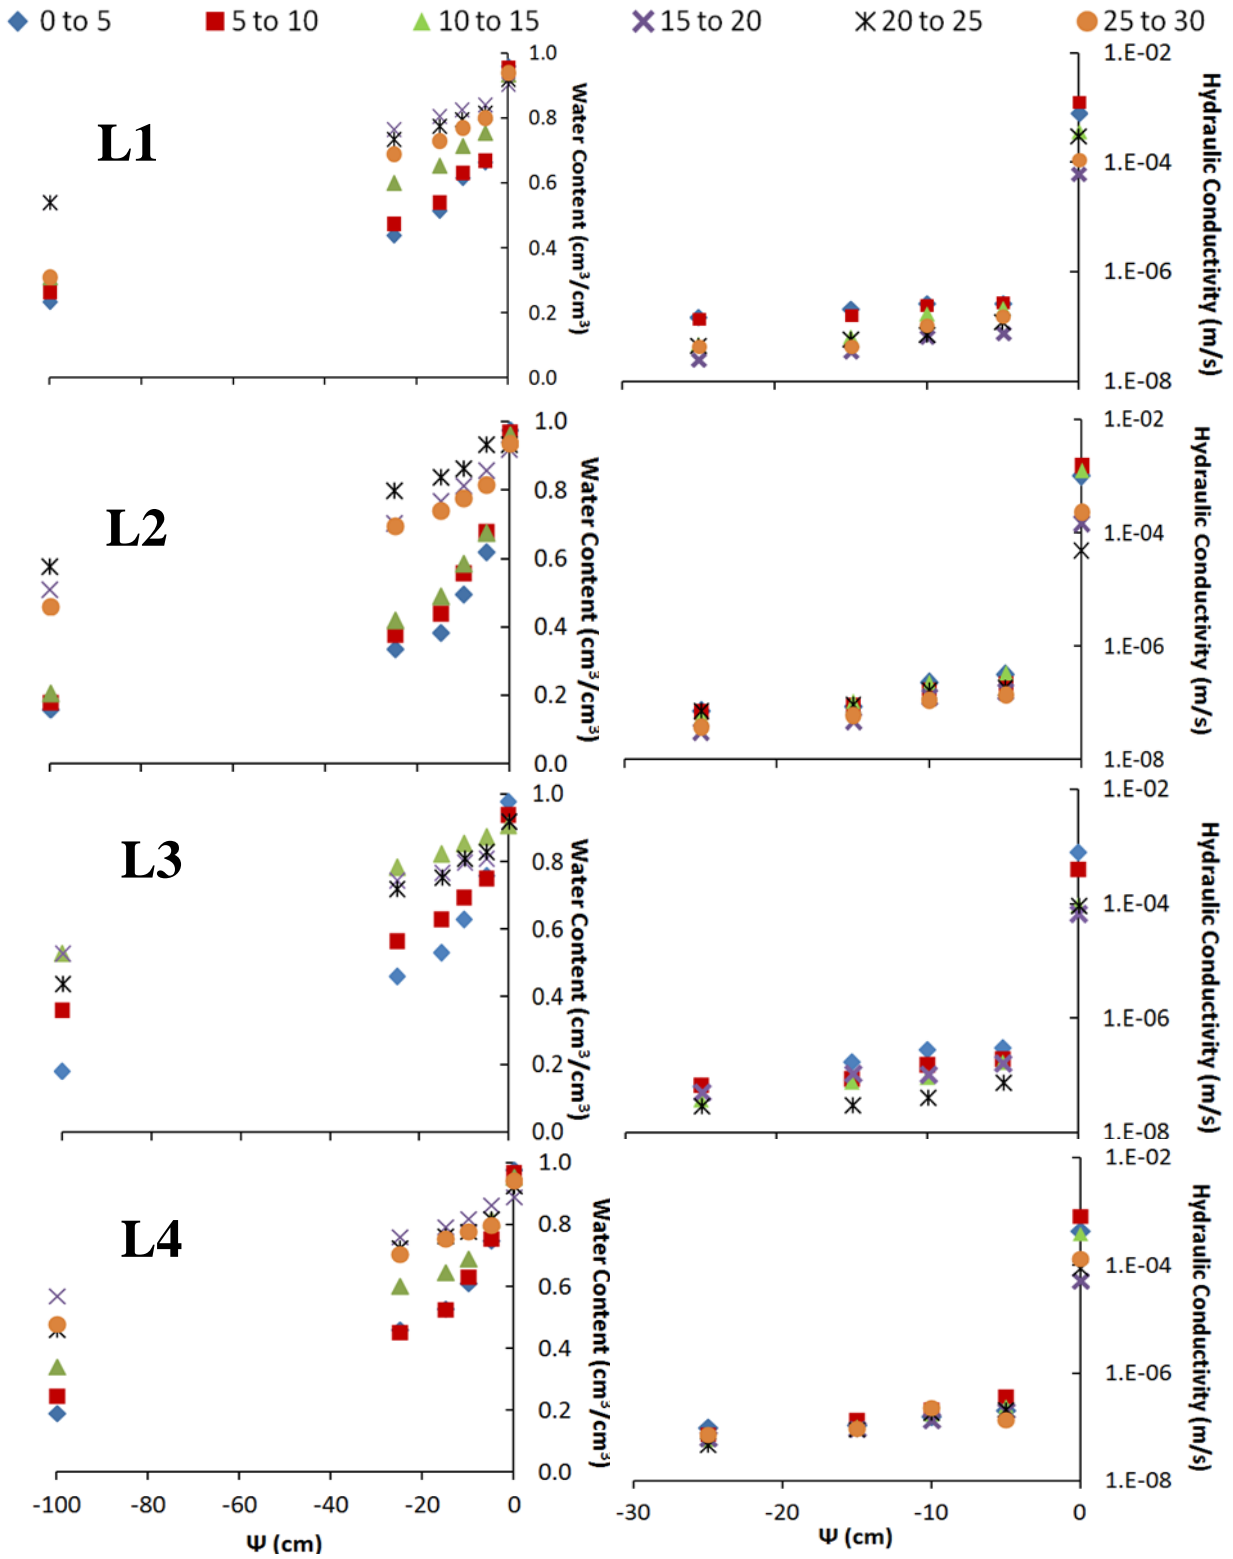 0 to 5 5 to 10 10 to 15 15 to 20 20 to 25 25 to 30
L1
1.0
0.8
0.6
0.4
0.2
0.0
Water Content (cm³/cm³)
1.E-02
1.E-04
1.E-06
1.E-08
Hydraulic Conductivity (m/s)
L2
1.0
0.8
0.6
0.4
0.2
0.0
Water Content (cm³/cm³)
1.E-02
1.E-04
1.E-06
1.E-08
Hydraulic Conductivity (m/s)
L3
1.0
0.8
0.6
0.4
0.2
0.0
Water Content (cm³/cm³)
1.E-02
1.E-04
1.E-06
1.E-08
Hydraulic Conductivity (m/s)
L4
1.0
0.8
0.6
0.4
0.2
0.0
Water Content (cm³/cm³)
-100 -80 -60 -40 -20 0
Ψ (cm)
1.E-02
1.E-04
1.E-06
1.E-08
Hydraulic Conductivity (m/s)
-30 -20 -10 0
Ψ (cm)